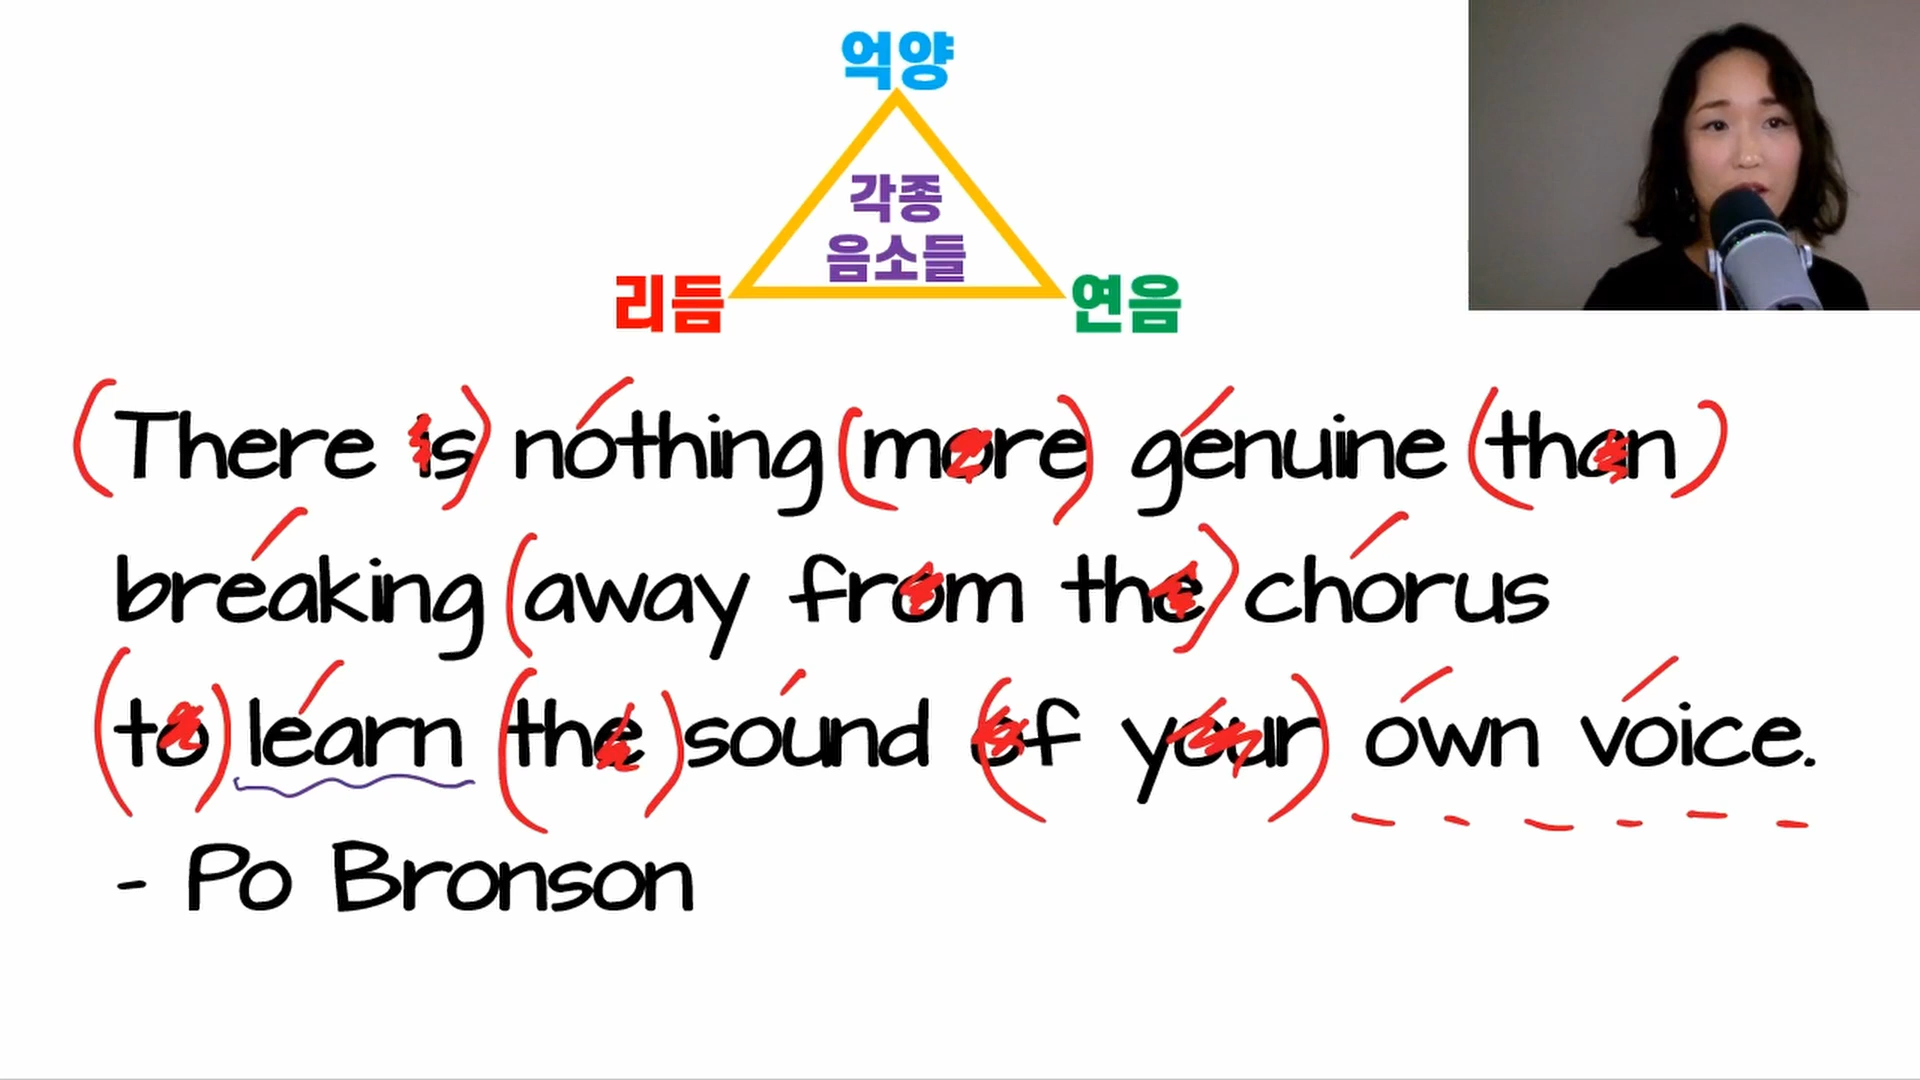 억양
각종
음소들
리듬 연음
(There is) nothing (more) genuine (than)
breaking (away from the) chorus
(to) learn (the) sound (of your) own voice.
- Po Bronson